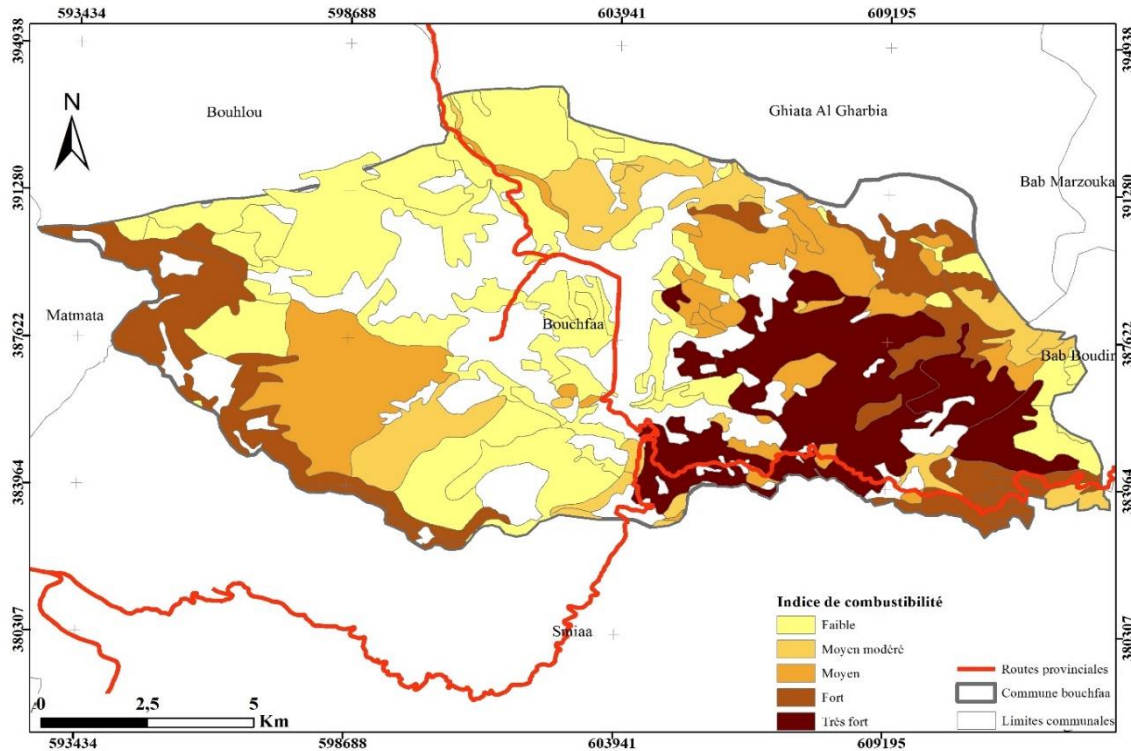 593434 598688 603941 609195
394938 394938
N
Bouhlou Ghiata Al Gharbia
391280 Bab Marzouka 391280
Matmata Bouchfaa
387622 Bab Boudir 387622
383964 383964
Smiaa
380307 380307
Indice de combustibilité
Faible
Moyen modéré
Moyen
Fort
Trés fort
Routes provinciales
Commune bouchfaa
Limites communales
0 2,5 5
Km
593434 598688 603941 609195